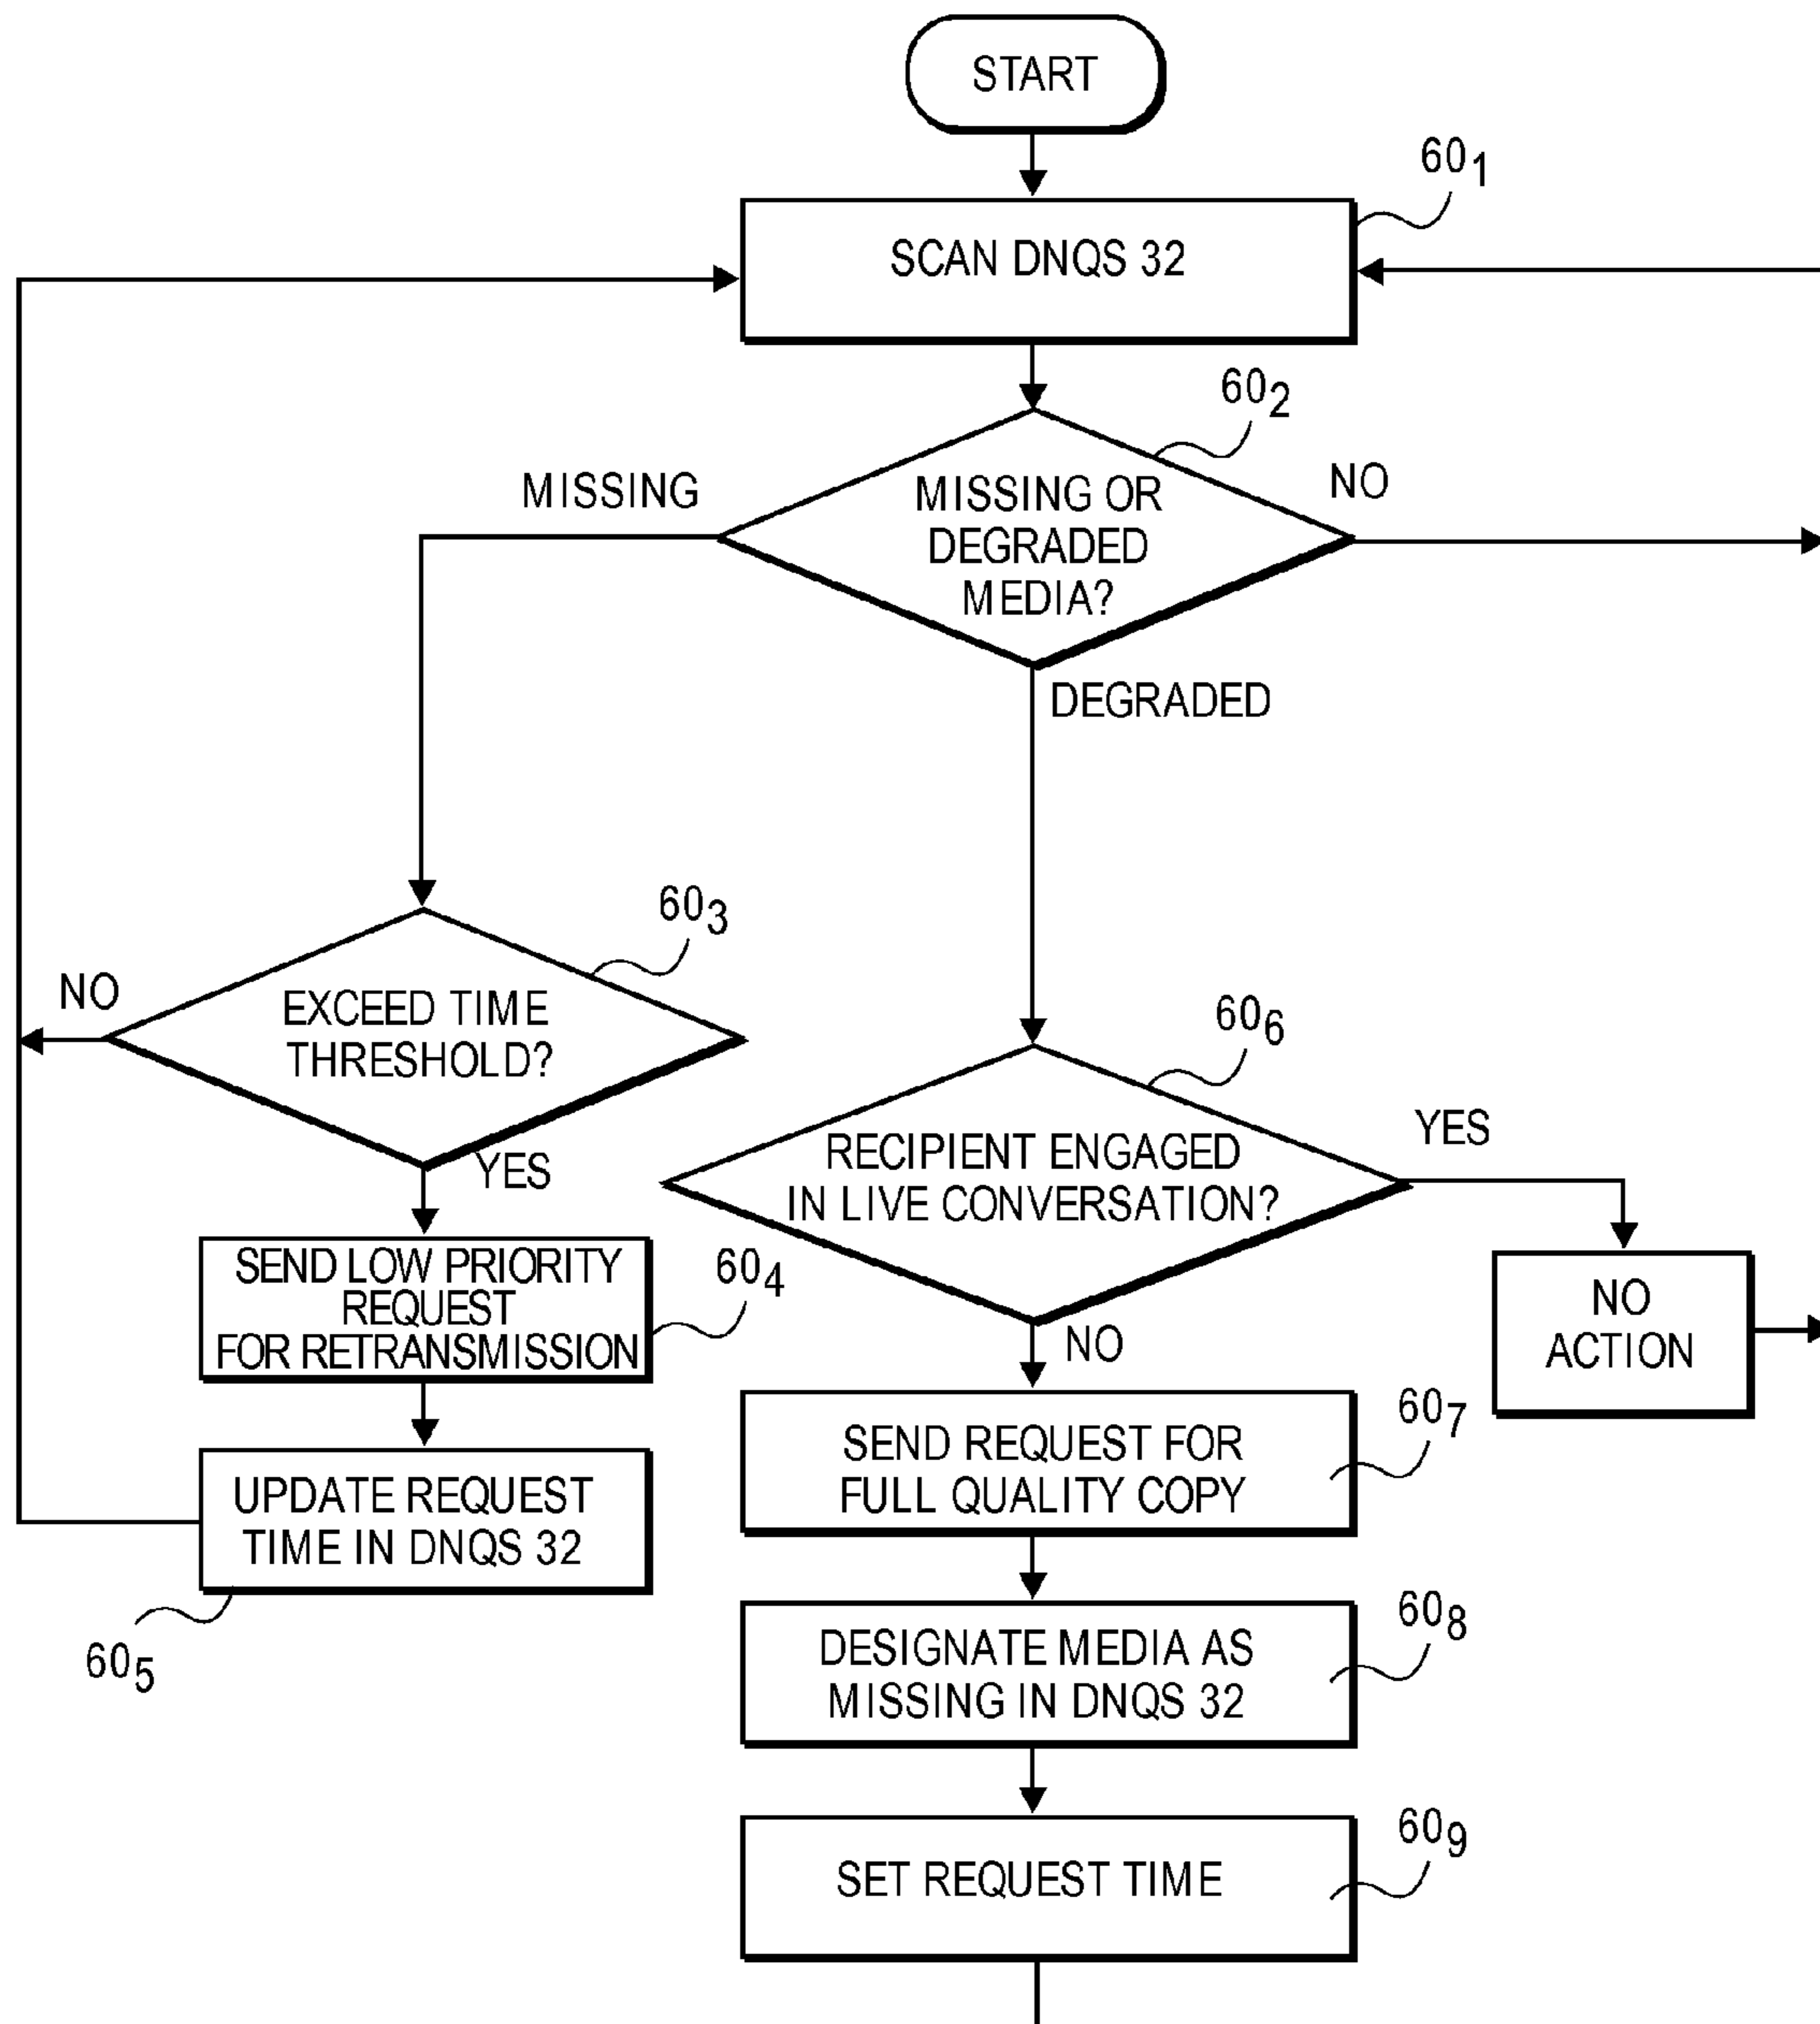 START
60₁
SCAN DNQS 32
60₂
MISSING
MISSING OR
DEGRADED
MEDIA?
NO
DEGRADED
60₃
NO
EXCEED TIME
THRESHOLD?
YES
60₆
RECIPIENT ENGAGED
IN LIVE CONVERSATION?
YES
NO
SEND LOW PRIORITY
REQUEST
FOR RETRANSMISSION
60₄
NO
ACTION
UPDATE REQUEST
TIME IN DNQS 32
60₅
SEND REQUEST FOR
FULL QUALITY COPY
60₇
DESIGNATE MEDIA AS
MISSING IN DNQS 32
60₈
SET REQUEST TIME
60₉